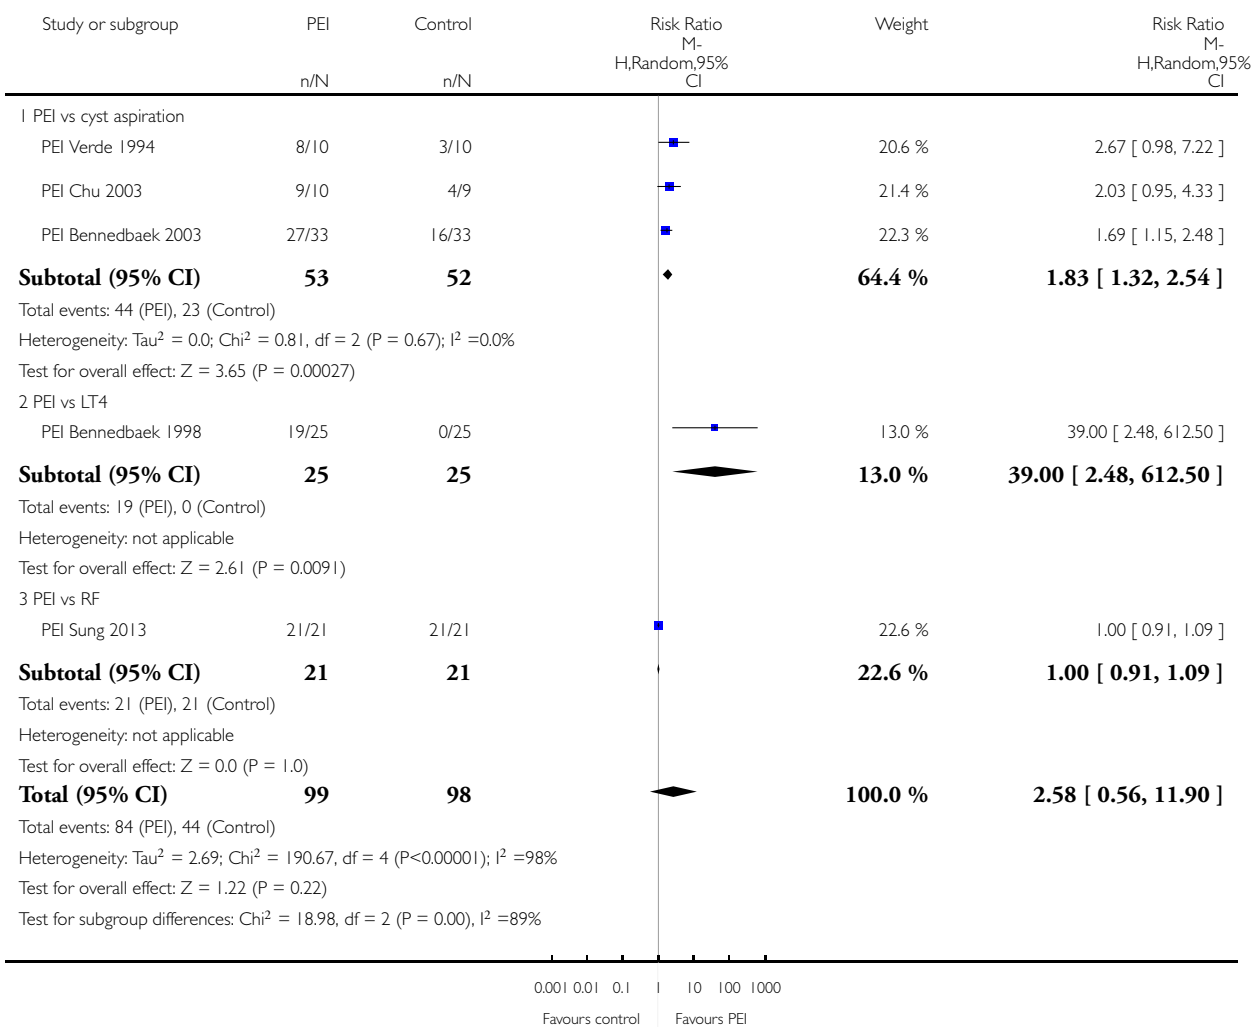 Study or subgroup PEI Control Risk Ratio Weight Risk Ratio
M- M-
H,Random,95% H,Random,95%
n/N n/N CI CI
1 PEI vs cyst aspiration
PEI Verde 1994 8/10 3/10 20.6 % 2.67 [ 0.98, 7.22 ]
PEI Chu 2003 9/10 4/9 21.4 % 2.03 [ 0.95, 4.33 ]
PEI Bennedbaek 2003 27/33 16/33 22.3 % 1.69 [ 1.15, 2.48 ]
Subtotal (95% CI) 53 52 64.4 % 1.83 [ 1.32, 2.54 ]
Total events: 44 (PEI), 23 (Control)
Heterogeneity: Tau² = 0.0; Chi² = 0.81, df = 2 (P = 0.67); I² =0.0%
Test for overall effect: Z = 3.65 (P = 0.00027)
2 PEI vs LT4
PEI Bennedbaek 1998 19/25 0/25 13.0 % 39.00 [ 2.48, 612.50 ]
Subtotal (95% CI) 25 25 13.0 % 39.00 [ 2.48, 612.50 ]
Total events: 19 (PEI), 0 (Control)
Heterogeneity: not applicable
Test for overall effect: Z = 2.61 (P = 0.0091)
3 PEI vs RF
PEI Sung 2013 21/21 21/21 22.6 % 1.00 [ 0.91, 1.09 ]
Subtotal (95% CI) 21 21 22.6 % 1.00 [ 0.91, 1.09 ]
Total events: 21 (PEI), 21 (Control)
Heterogeneity: not applicable
Test for overall effect: Z = 0.0 (P = 1.0)
Total (95% CI) 99 98 100.0 % 2.58 [ 0.56, 11.90 ]
Total events: 84 (PEI), 44 (Control)
Heterogeneity: Tau² = 2.69; Chi² = 190.67, df = 4 (P<0.00001); I² =98%
Test for overall effect: Z = 1.22 (P = 0.22)
Test for subgroup differences: Chi² = 18.98, df = 2 (P = 0.00), I² =89%
0.001 0.01 0.1 1 10 100 1000
Favours control Favours PEI